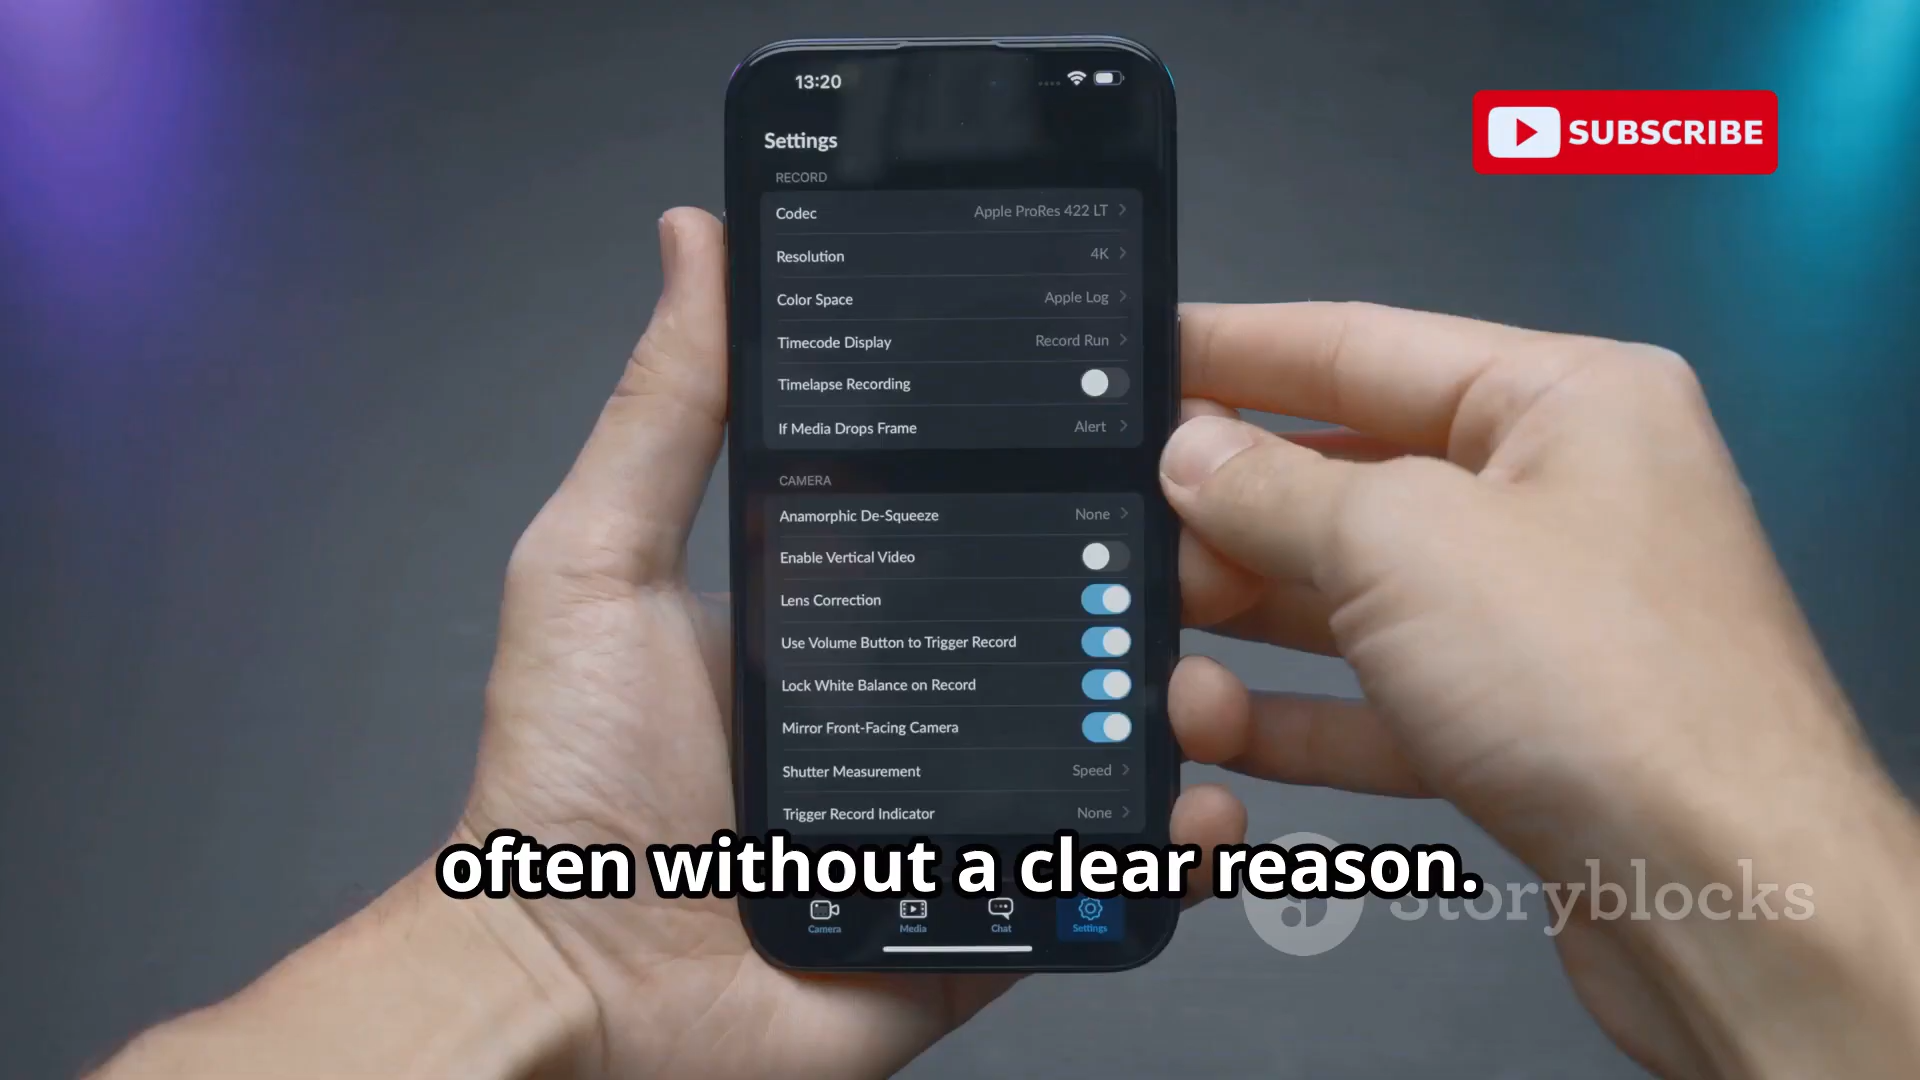 13:20
SUBSCRIBE
Settings
RECORD
Codec Apple ProRes 422 LT
Resolution 4K
Color Space Apple Log
Timecode Display Record Run
Timelapse Recording
If Media Drops Frame Alert
CAMERA
Anamorphic De-Squeeze None
Enable Vertical Video
Lens Correction
Use Volume Button to Trigger Record
Lock White Balance on Record
Mirror Front-Facing Camera
Shutter Measurement Speed
Trigger Record Indicator None
often without a clear reason.
Storyblocks
Camera Media Chat Settings